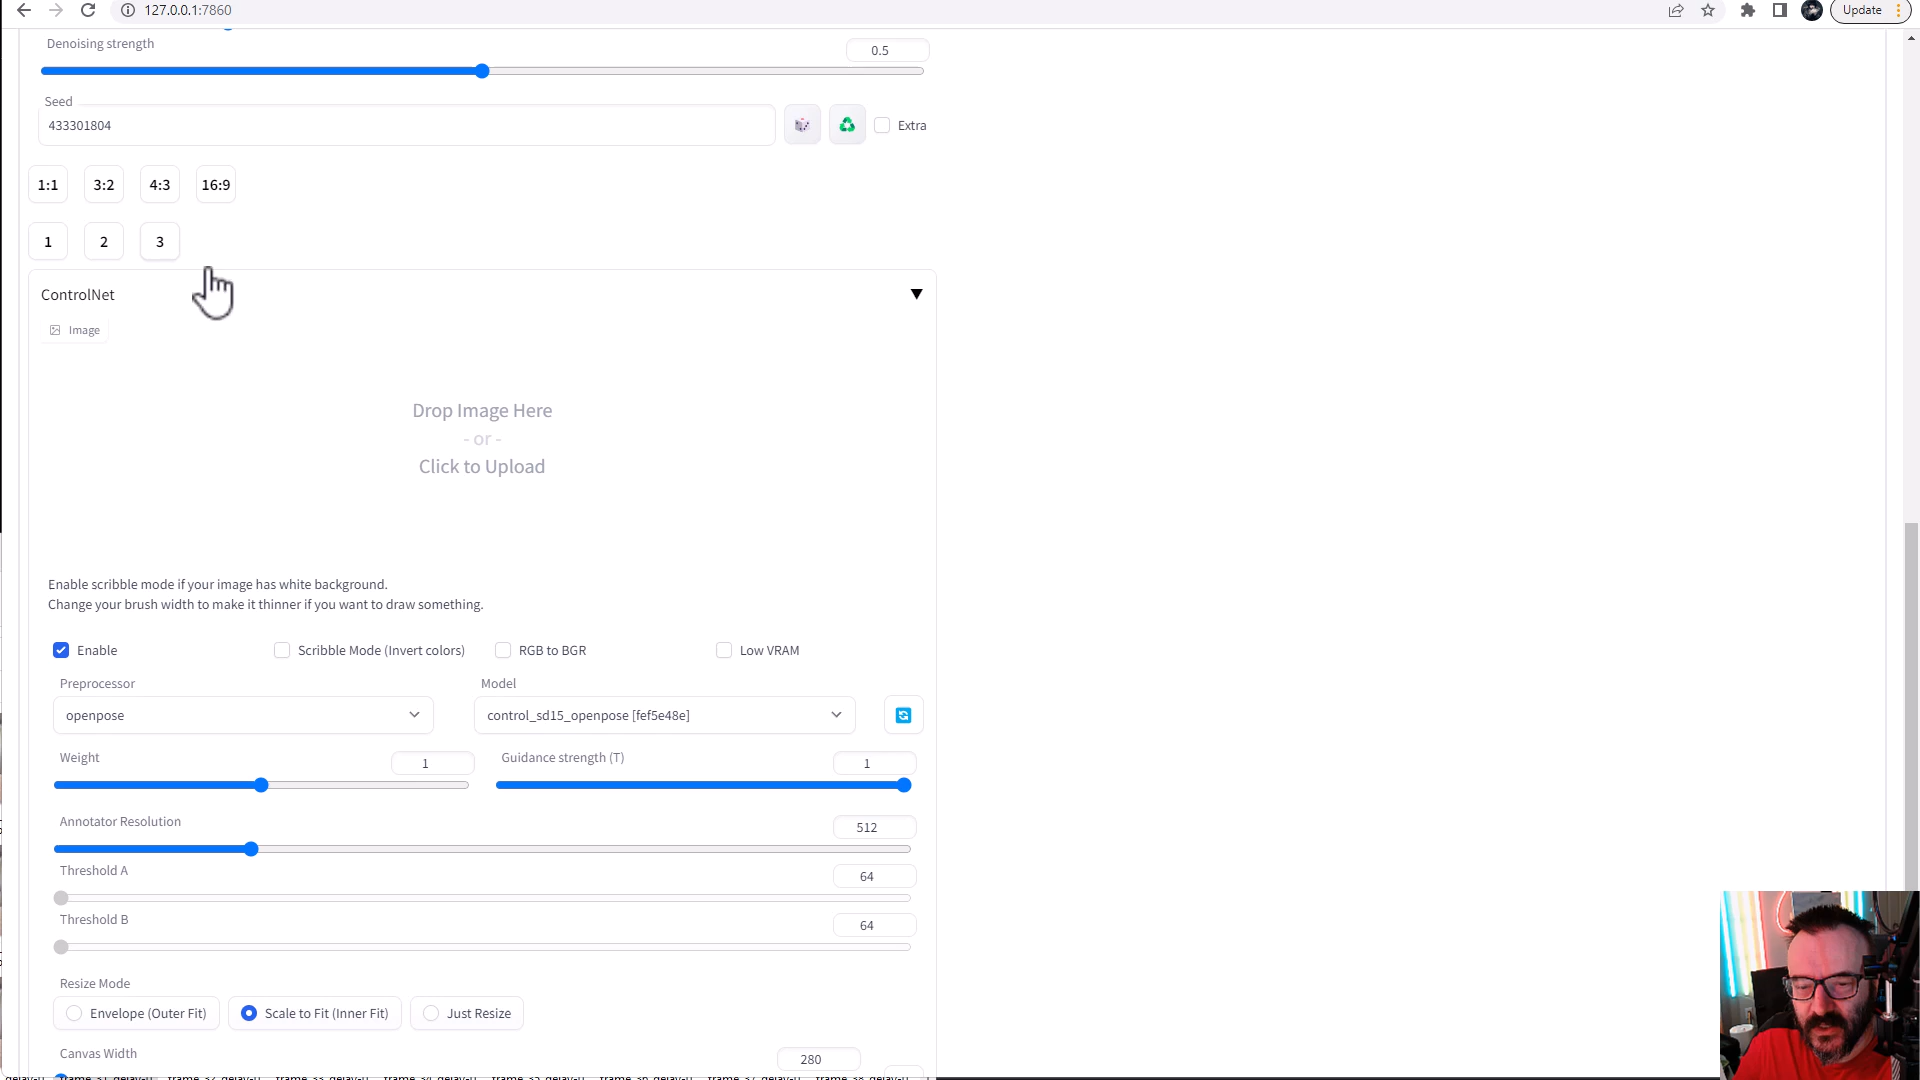 127.0.0.1:7860
Update
Denoising strength
0.5
Seed
433301804
Extra
1:1 3:2 4:3 16:9
1 2 3
ControlNet
Image
Drop Image Here
- or -
Click to Upload
Enable scribble mode if your image has white background.
Change your brush width to make it thinner if you want to draw something.
Enable Scribble Mode (Invert colors) RGB to BGR Low VRAM
Preprocessor Model
openpose control_sd15_openpose [fef5e48e]
Weight 1 Guidance strength (T) 1
Annotator Resolution
512
Threshold A
64
Threshold B
64
Resize Mode
Envelope (Outer Fit) Scale to Fit (Inner Fit) Just Resize
Canvas Width
280